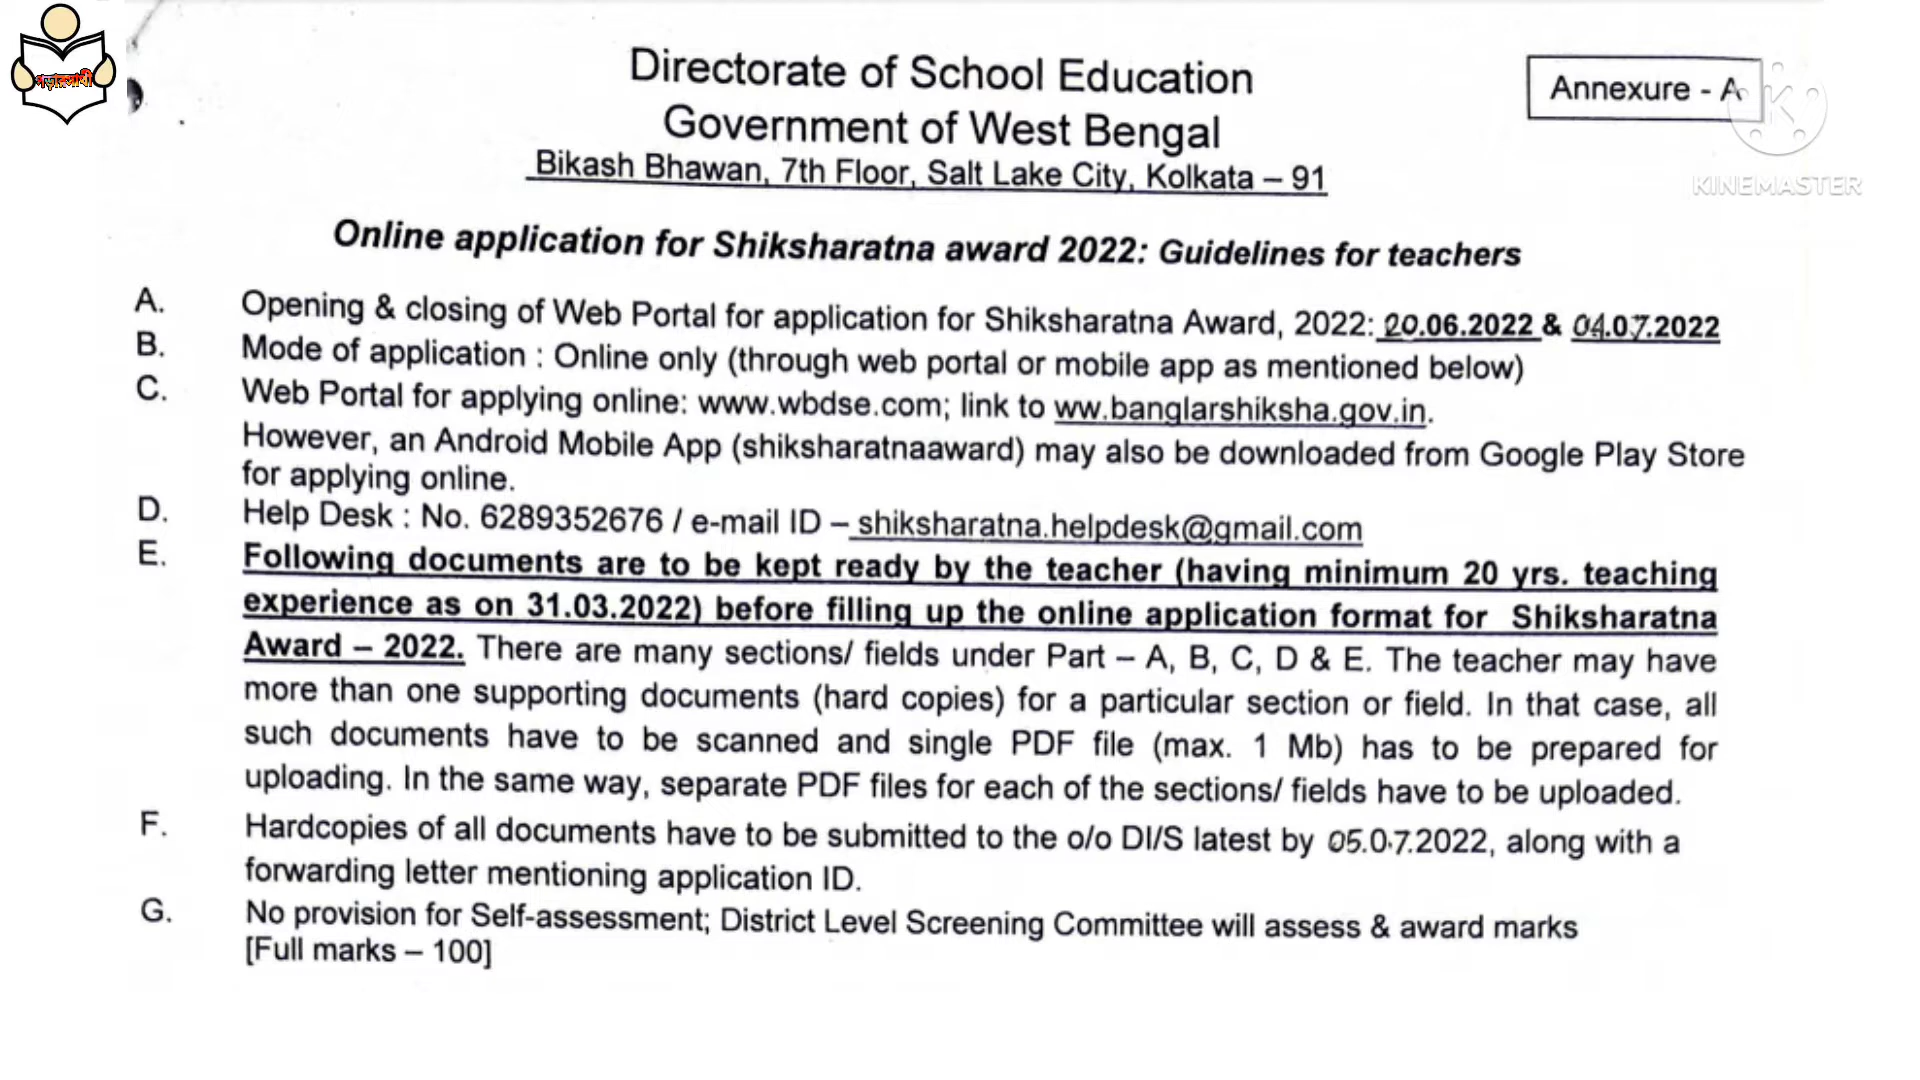 পড়ারসাথী
Directorate of School Education
Annexure - A
Government of West Bengal
Bikash Bhawan, 7th Floor, Salt Lake City, Kolkata – 91
KINEMASTER
Online application for Shiksharatna award 2022: Guidelines for teachers
A. Opening & closing of Web Portal for application for Shiksharatna Award, 2022: 20.06.2022 & 04.07.2022
B. Mode of application : Online only (through web portal or mobile app as mentioned below)
C. Web Portal for applying online: www.wbdse.com; link to ww.banglarshiksha.gov.in.
However, an Android Mobile App (shiksharatnaaward) may also be downloaded from Google Play Store
for applying online.
D. Help Desk : No. 6289352676 / e-mail ID – shiksharatna.helpdesk@gmail.com
E. Following documents are to be kept ready by the teacher (having minimum 20 yrs. teaching
experience as on 31.03.2022) before filling up the online application format for Shiksharatna
Award – 2022. There are many sections/ fields under Part – A, B, C, D & E. The teacher may have
more than one supporting documents (hard copies) for a particular section or field. In that case, all
such documents have to be scanned and single PDF file (max. 1 Mb) has to be prepared for
uploading. In the same way, separate PDF files for each of the sections/ fields have to be uploaded.
F. Hardcopies of all documents have to be submitted to the o/o DI/S latest by 05.07.2022, along with a
forwarding letter mentioning application ID.
G. No provision for Self-assessment; District Level Screening Committee will assess & award marks
[Full marks – 100]